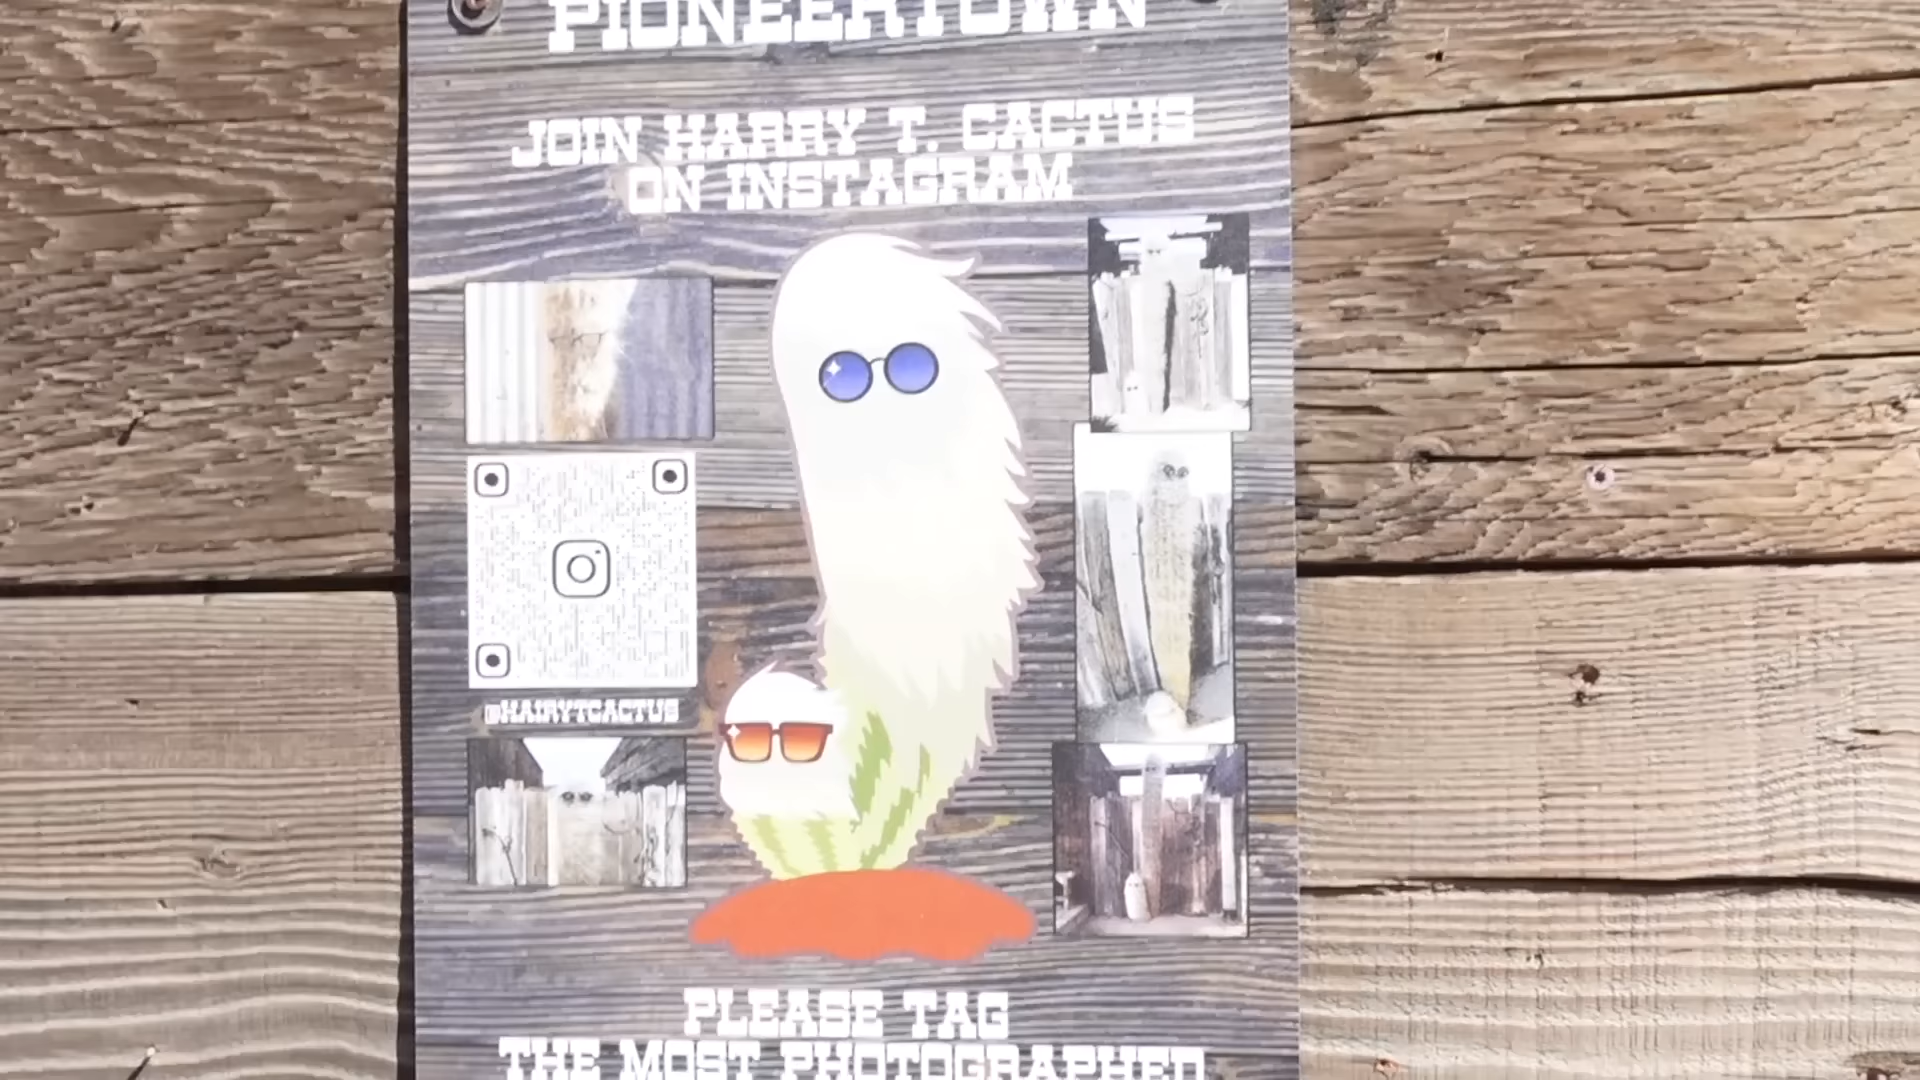 PIONEERTOWN
JOIN HARRY T. CACTUS
ON INSTAGRAM
@HAIRYTCACTUS
PLEASE TAG
THE MOST PHOTOGRAPHED